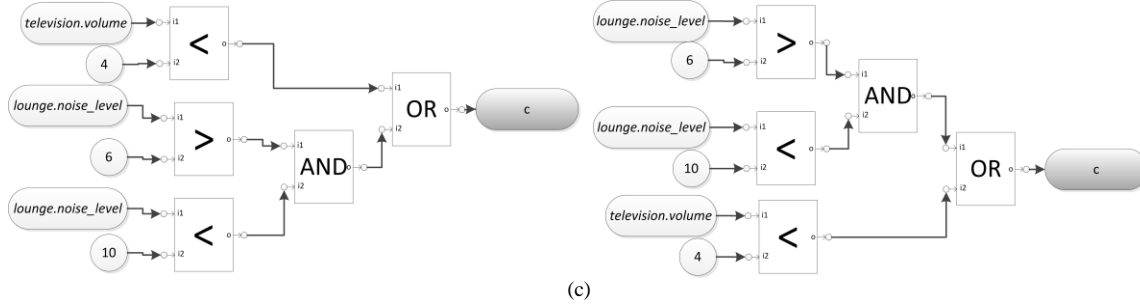 television.volume
i1
<
o
4
i2
i1
OR
o
c
i2
lounge.noise_level
i1
>
o
6
i2
i1
AND
o
i2
lounge.noise_level
i1
<
o
10
i2
lounge.noise_level
i1
>
o
6
i2
i1
AND
o
i2
lounge.noise_level
i1
<
o
10
i2
i1
OR
o
c
i2
television.volume
i1
<
o
4
i2
(c)